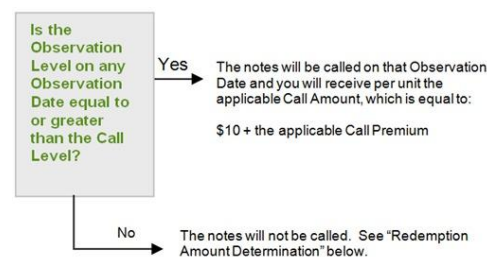 Is the
Observation
Level on any
Observation
Date equal to
or greater
than the Call
Level?
Yes
The notes will be called on that Observation
Date and you will receive per unit the
applicable Call Amount, which is equal to:
$10 + the applicable Call Premium
No
The notes will not be called. See “Redemption
Amount Determination” below.